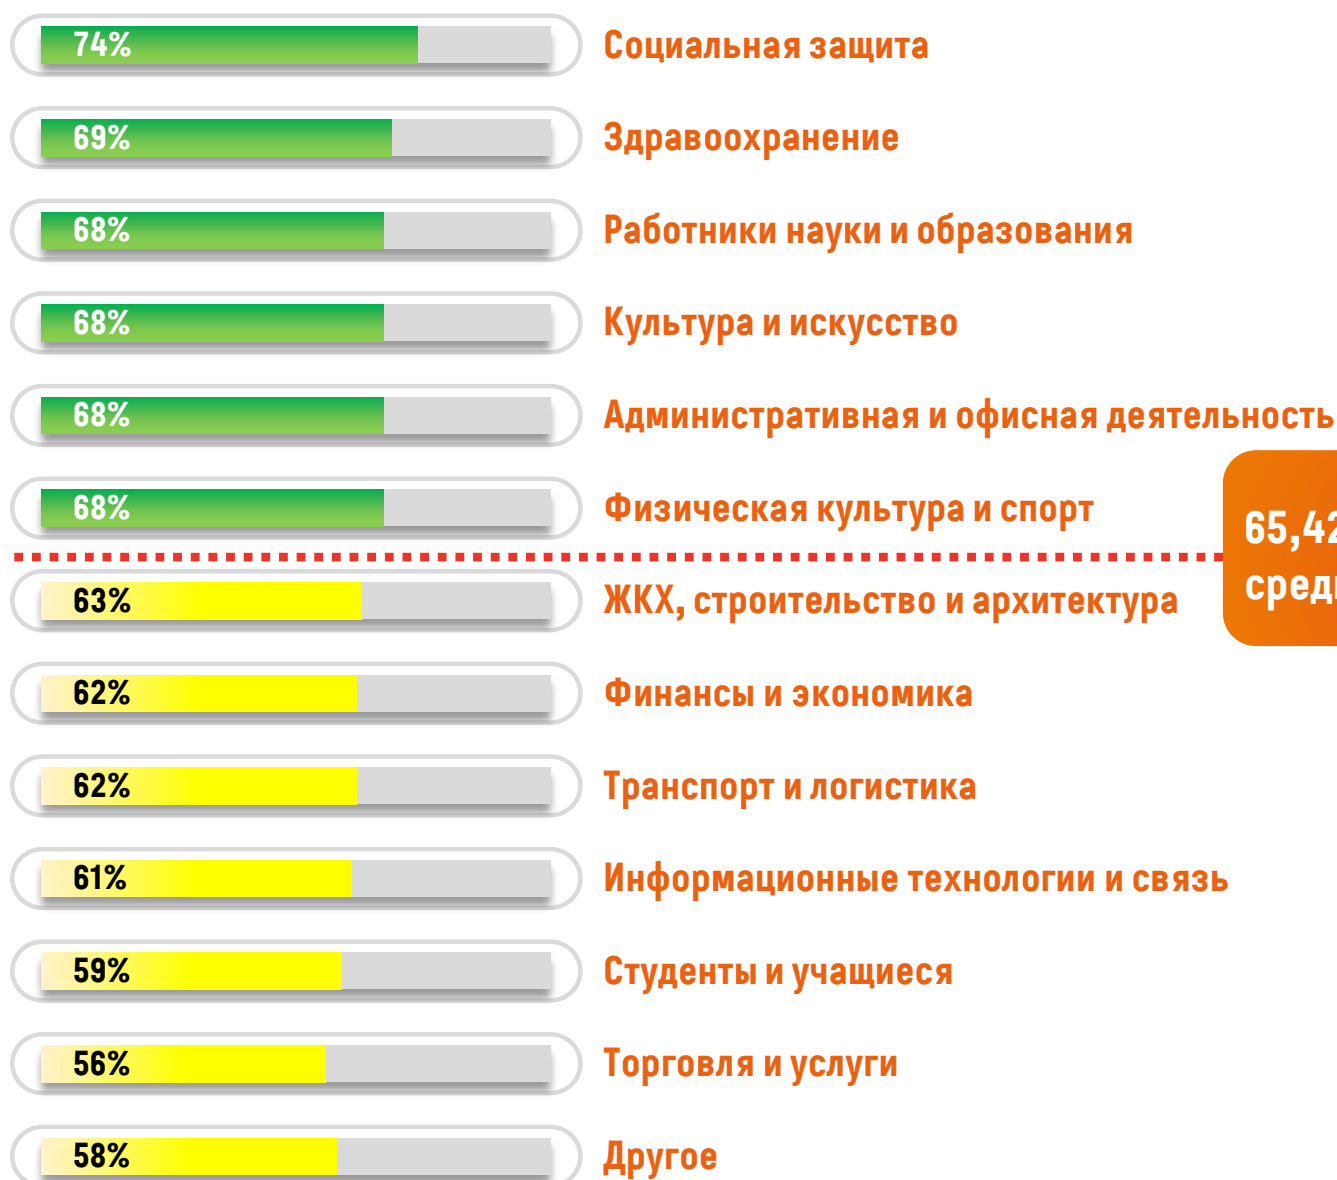 74% Социальная защита
69% Здравоохранение
68% Работники науки и образования
68% Культура и искусство
68% Административная и офисная деятельность
68% Физическая культура и спорт
65,42
63% ЖКХ, строительство и архитектура
62% Финансы и экономика
62% Транспорт и логистика
61% Информационные технологии и связь
59% Студенты и учащиеся
56% Торговля и услуги
58% Другое